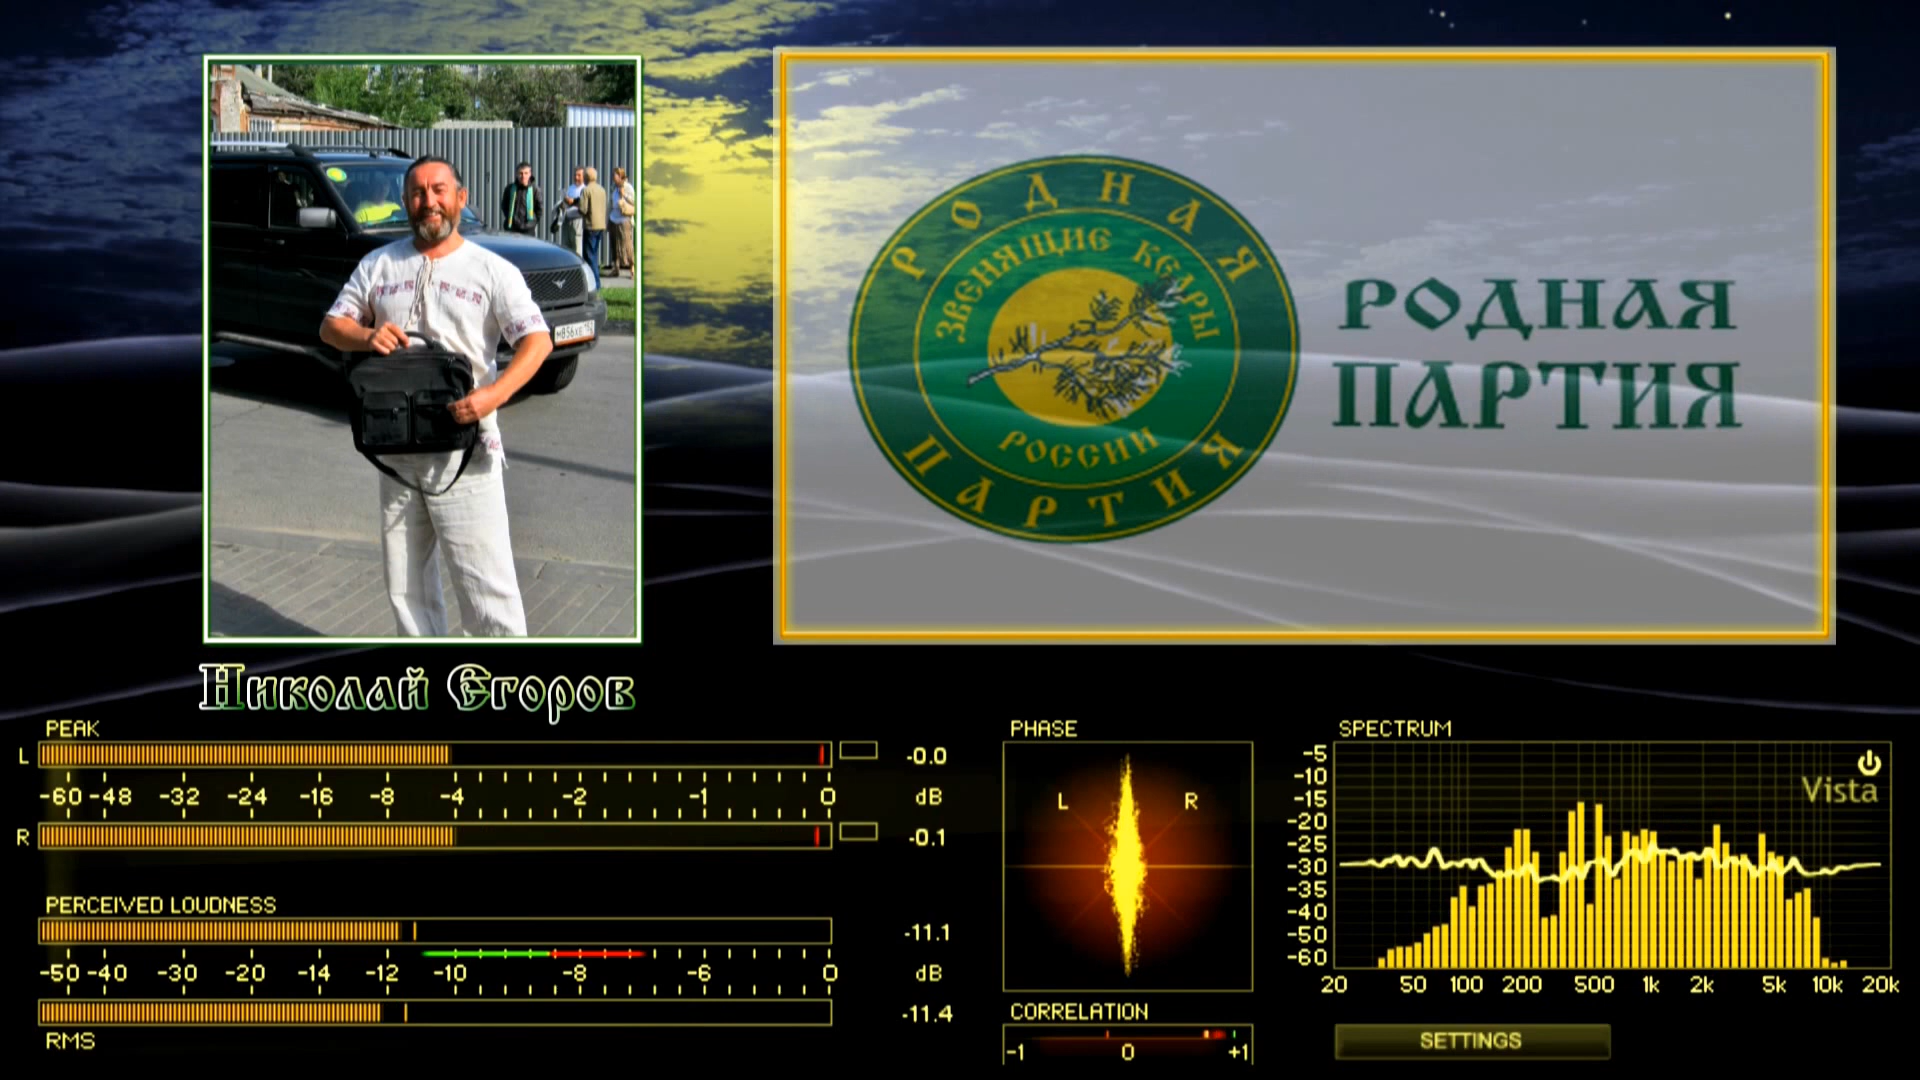 РОДНАЯ
ЗВЕНЯЩИЕ КЕДРЫ
РОССИИ
ПАРТИЯ
РОДНАЯ
ПАРТИЯ
Николай Егоров
PEAK
L
-0.0
-60 -48 -32 -24 -16 -8 -4 -2 -1 0 dB
R
-0.1
PERCEIVED LOUDNESS
-11.1
-50 -40 -30 -20 -14 -12 -10 -8 -6 0 dB
-11.4
RMS
PHASE
L R
CORRELATION
-1 0 +1
SPECTRUM
Vista
-5
-10
-15
-20
-25
-30
-35
-40
-50
-60
20 50 100 200 500 1k 2k 5k 10k 20k
SETTINGS